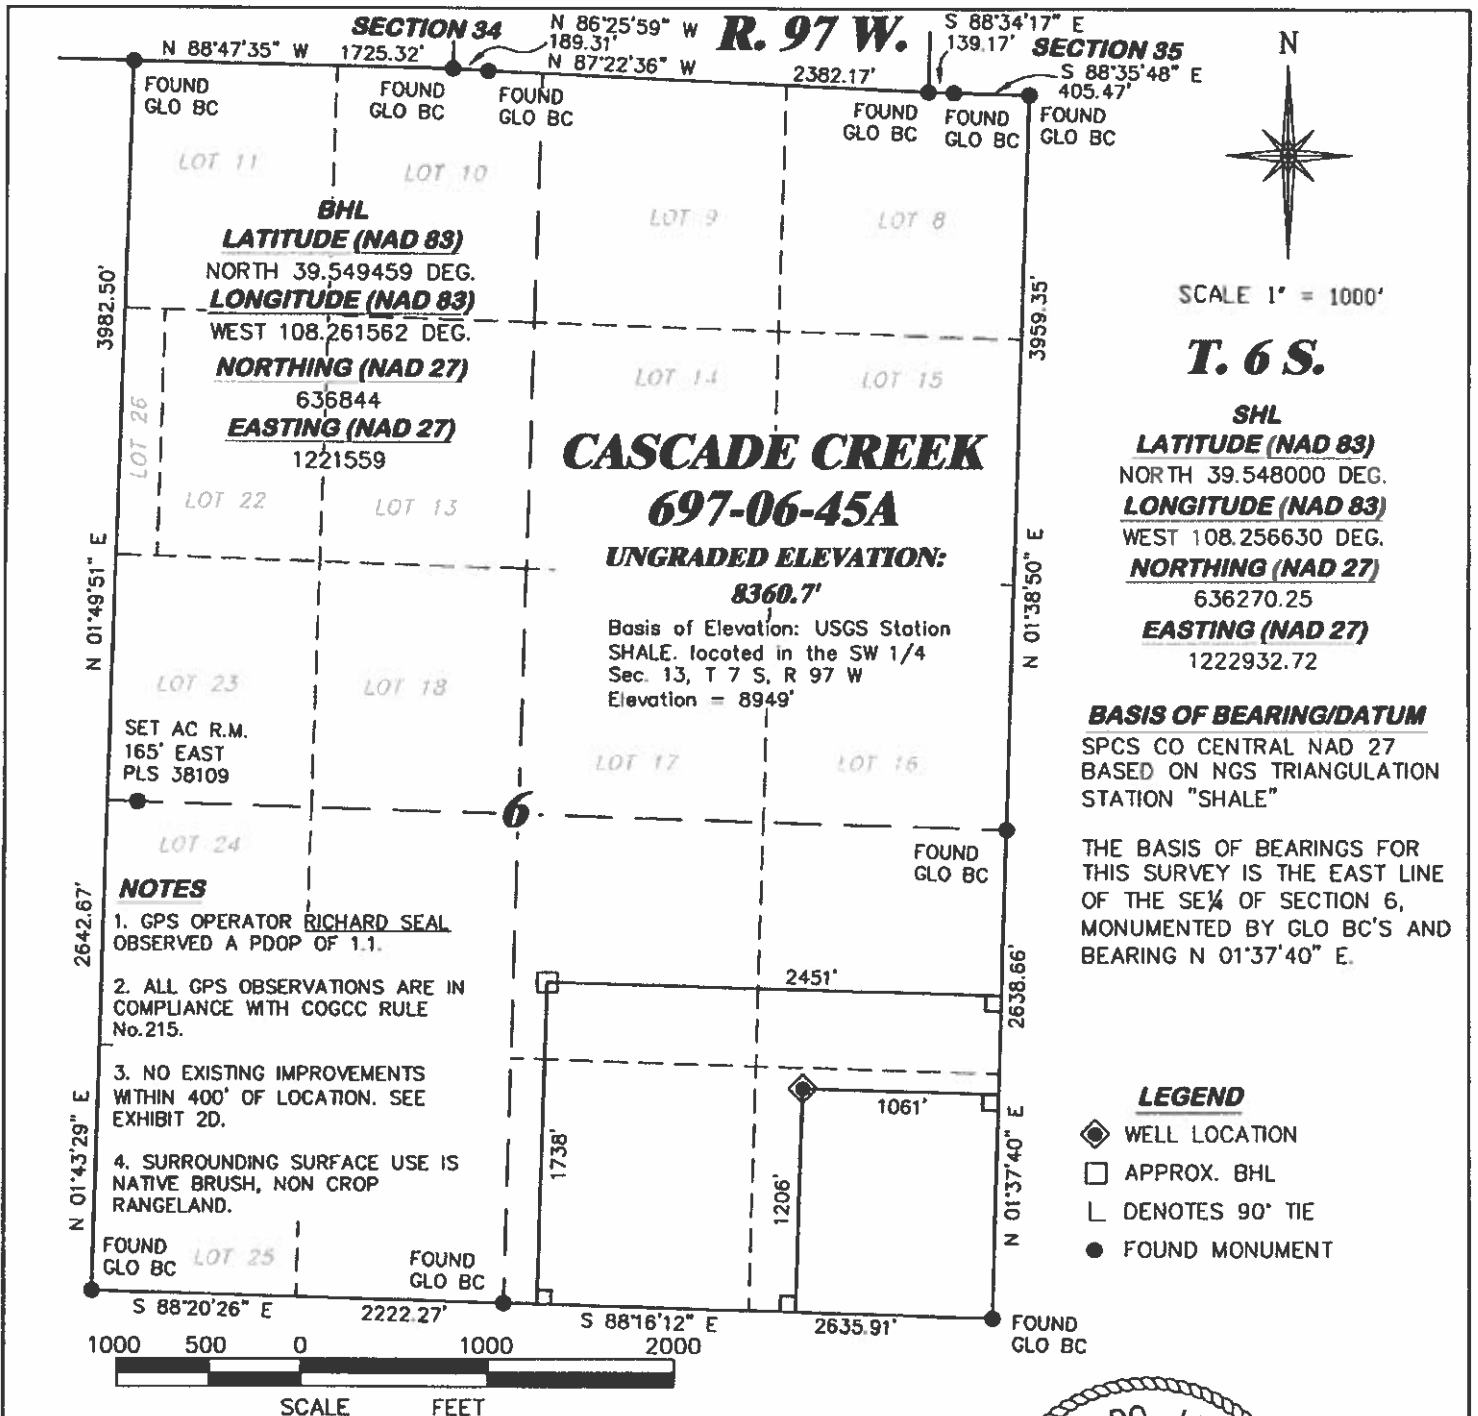 SECTION 34
N 86°25'59" W
189.31'
R. 97 W.
S 88°34'17" E
139.17'
SECTION 35
N 88°47'35" W
1725.32'
N 87°22'36" W
2382.17'
S 88°35'48" E
405.47'
N
FOUND
GLO BC
FOUND
GLO BC
FOUND
GLO BC
FOUND
GLO BC
FOUND
GLO BC
FOUND
GLO BC
LOT 11
LOT 10
LOT 9
LOT 8
BHL
LATITUDE (NAD 83)
NORTH 39.549459 DEG.
LONGITUDE (NAD 83)
WEST 108.261562 DEG.
NORTHING (NAD 27)
636844
EASTING (NAD 27)
1221559
3982.50'
3959.35'
SCALE 1" = 1000'
T. 6 S.
LOT 14
LOT 15
LOT 26
LOT 22
LOT 13
CASCADE CREEK
697-06-45A
UNGRADED ELEVATION:
8360.7'
Basis of Elevation: USGS Station
SHALE. located in the SW 1/4
Sec. 13, T 7 S, R 97 W
Elevation = 8949'
SHL
LATITUDE (NAD 83)
NORTH 39.548000 DEG.
LONGITUDE (NAD 83)
WEST 108.256630 DEG.
NORTHING (NAD 27)
636270.25
EASTING (NAD 27)
1222932.72
N 01°49'51" E
N 01°38'50" E
LOT 23
LOT 18
LOT 17
LOT 16
SET AC R.M.
165' EAST
PLS 38109
6
LOT 24
FOUND
GLO BC
BASIS OF BEARING/DATUM
SPCS CO CENTRAL NAD 27
BASED ON NGS TRIANGULATION
STATION "SHALE"
THE BASIS OF BEARINGS FOR
THIS SURVEY IS THE EAST LINE
OF THE SE¼ OF SECTION 6,
MONUMENTED BY GLO BC'S AND
BEARING N 01°37'40" E.
NOTES
1. GPS OPERATOR RICHARD SEAL
OBSERVED A PDOP OF 1.1.
2. ALL GPS OBSERVATIONS ARE IN
COMPLIANCE WITH COGCC RULE
No.215.
3. NO EXISTING IMPROVEMENTS
WITHIN 400' OF LOCATION. SEE
EXHIBIT 2D.
4. SURROUNDING SURFACE USE IS
NATIVE BRUSH, NON CROP
RANGELAND.
2642.67'
N 01°43'29" E
2451'
2638.66'
1738'
1061'
1206'
N 01°37'40" E
LEGEND
WELL LOCATION
APPROX. BHL
DENOTES 90° TIE
FOUND MONUMENT
FOUND
GLO BC
LOT 25
FOUND
GLO BC
S 88°20'26" E
2222.27'
S 88°16'12" E
2635.91'
FOUND
GLO BC
1000 500 0 1000 2000
SCALE FEET